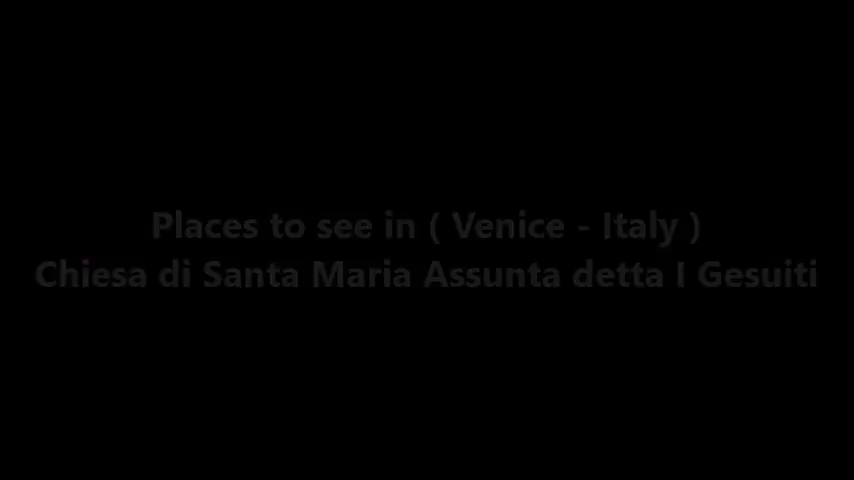 Places to see in ( Venice - Italy )
Chiesa di Santa Maria Assunta detta I Gesuiti